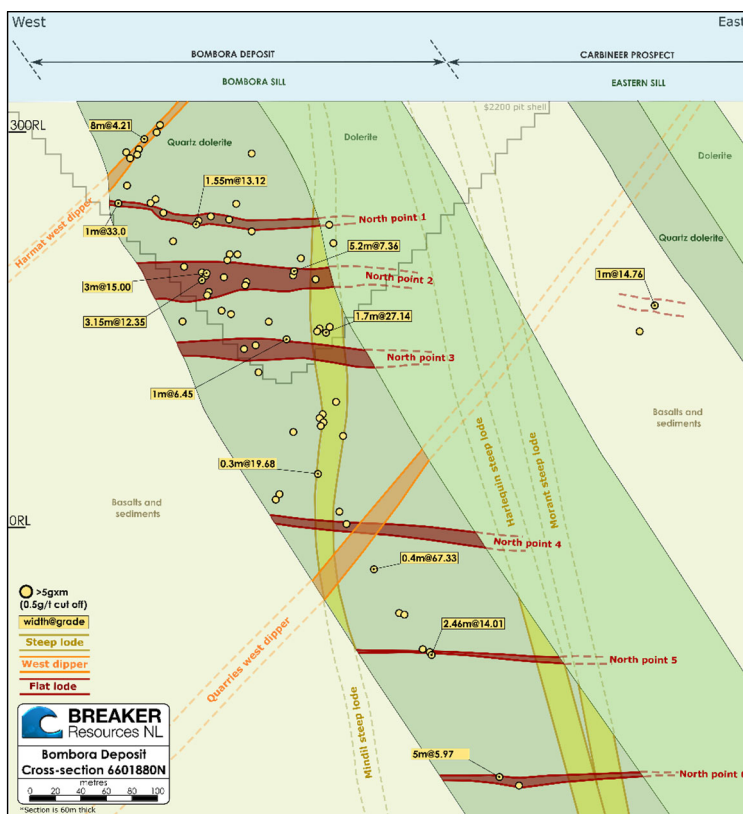 West
East
BOMBORA DEPOSIT
CARBINEER PROSPECT
BOMBORA SILL
EASTERN SILL
300RL
$2200 pit shell
8m@4.21
Quartz dolerite
Dolerite
Dolerite
1.55m@13.12
North point 1
1m@33.0
Harmat west dipper
5.2m@7.36
Quartz dolerite
North point 2
1m@14.76
3m@15.00
3.15m@12.35
1.7m@27.14
North point 3
1m@6.45
Basalts and
sediments
0.3m@19.68
Harlequin steep lode
Morant steep lode
Basalts and
sediments
0RL
North point 4
0.4m@67.33
>5gxm
(0.5g/t cut off)
width@grade
Steep lode
West dipper
Flat lode
2.46m@14.01
North point 5
Quarries west dipper
Mindil steep lode
BREAKER
Resources NL
Bombora Deposit
Cross-section 6601880N
metres
0 20 40 60 80 100
*Section is 60m thick
5m@5.97
North point 6